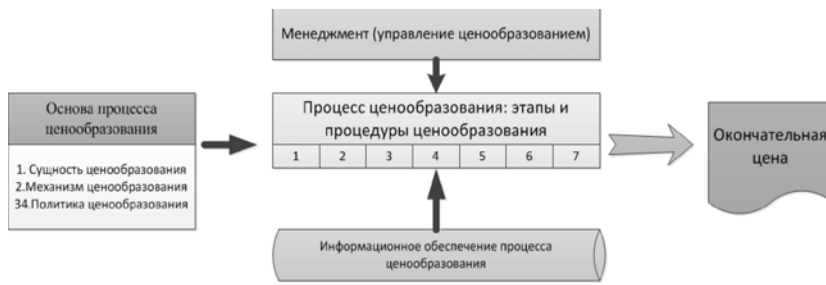 Менеджмент (управление ценообразованием)
Основа процесса
ценообразования
1. Сущность ценообразования
2.Механизм ценообразования
34.Политика ценообразования
Процесс ценообразования: этапы и
процедуры ценообразования
1 2 3 4 5 6 7
Окончательная
цена
Информационное обеспечение процесса
ценообразования